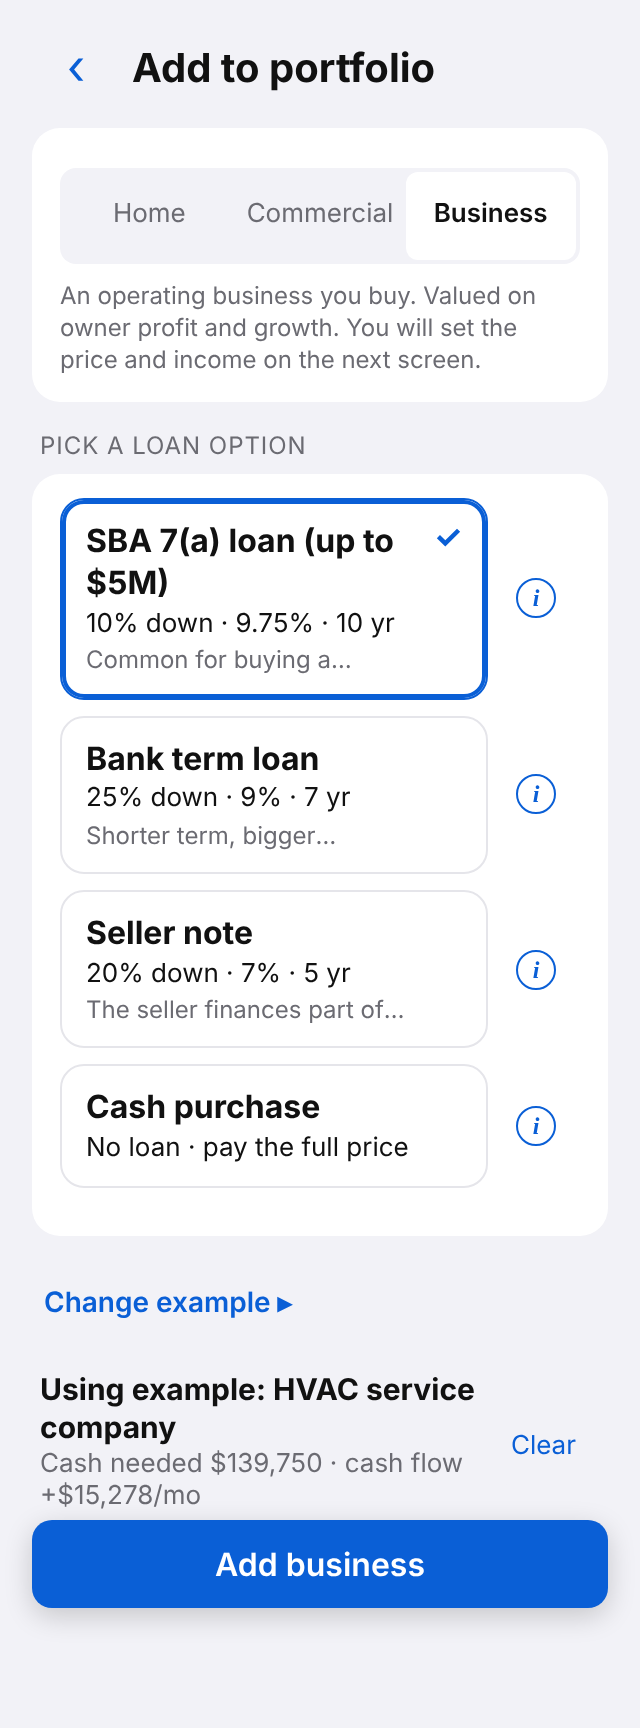 Add to portfolio
Home
Commercial
Business
An operating business you buy. Valued on
owner profit and growth. You will set the
price and income on the next screen.
PICK A LOAN OPTION
SBA 7(a) loan (up to
$5M)
10% down · 9.75% · 10 yr
Common for buying a...
Bank term loan
25% down · 9% · 7 yr
Shorter term, bigger...
Seller note
20% down · 7% · 5 yr
The seller finances part of...
Cash purchase
No loan · pay the full price
Change example ▸
Using example: HVAC service
company
Cash needed $139,750 · cash flow
+$15,278/mo
Clear
Add business